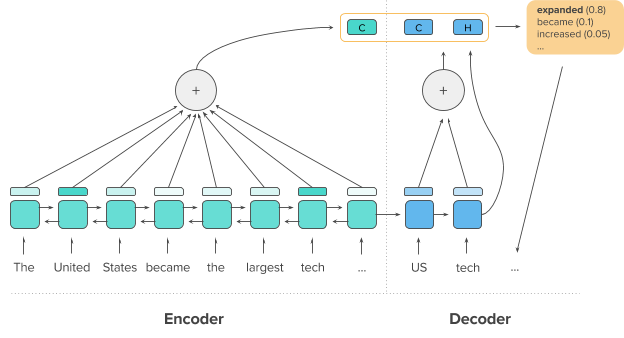 C C H
expanded (0.8)
became (0.1)
increased (0.05)
...
+ +
The United States became the largest tech ... US tech ...
Encoder Decoder